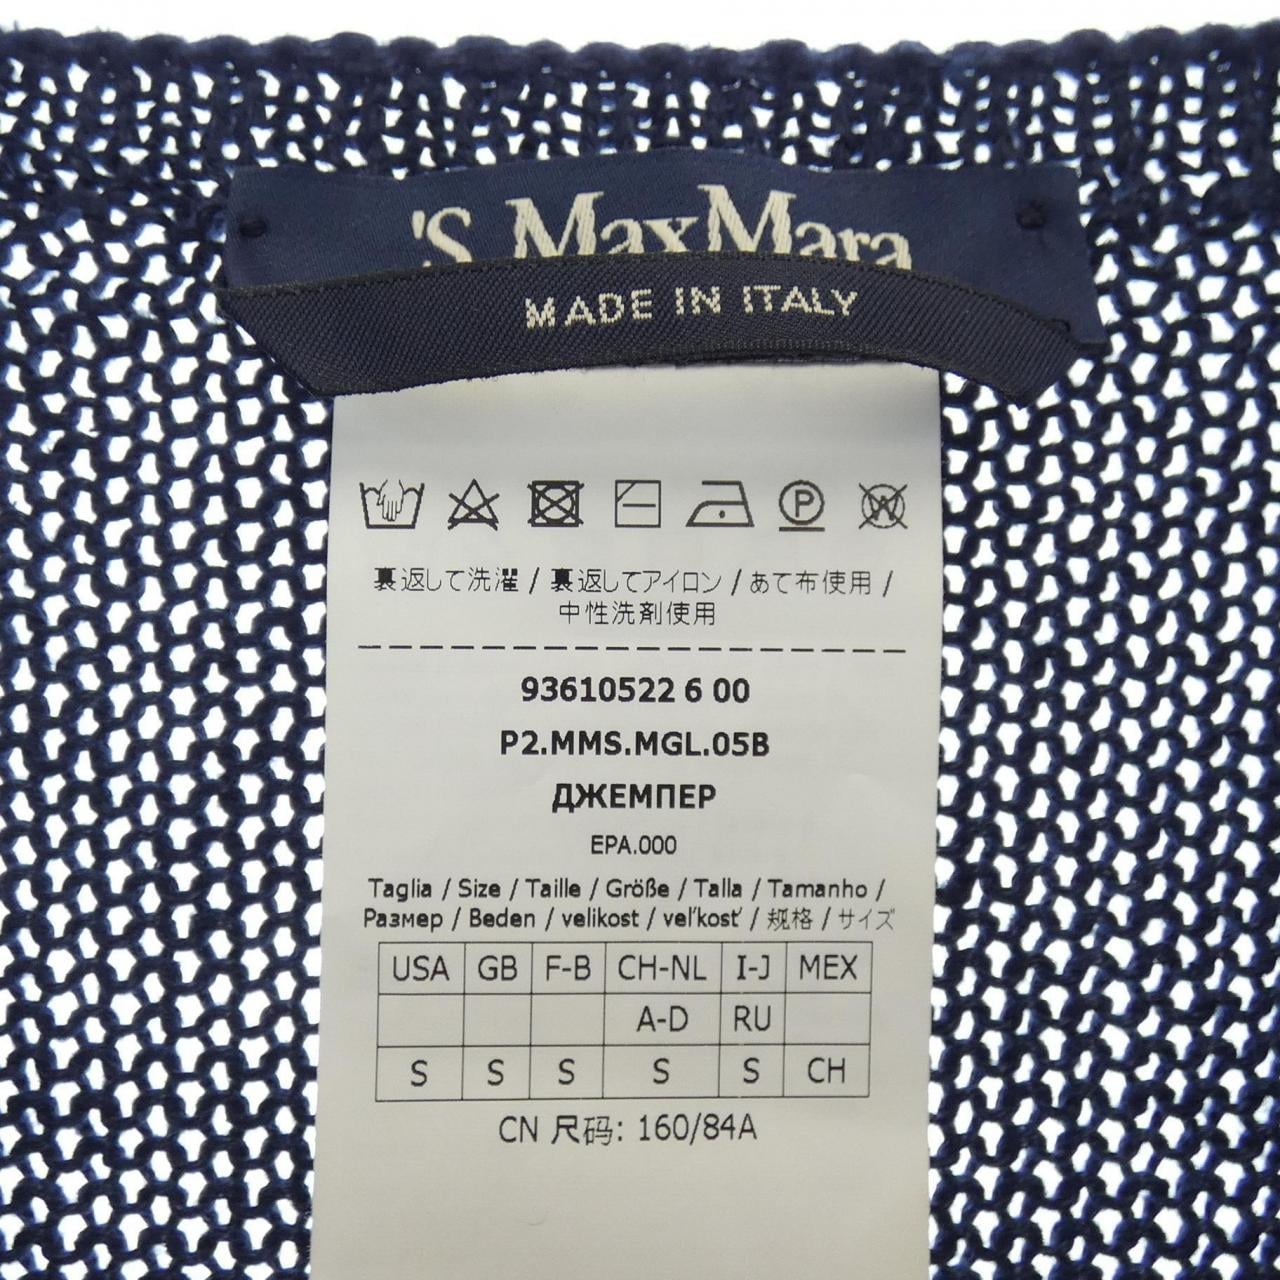 'S MaxMara
MADE IN ITALY
P W
裏返して洗濯 / 裏返してアイロン / あて布使用 /
中性洗剤使用
93610522 6 00
P2.MMS.MGL.05B
ДЖЕМПЕР
EPA.000
Taglia / Size / Taille / Größe / Talla / Tamanho /
Размер / Beden / velikost / veľkosť / 规格 / サイズ
USA GB F-B CH-NL I-J MEX
A-D RU
S S S S S CH
CN 尺码: 160/84A